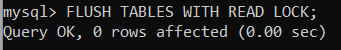 mysql> FLUSH TABLES WITH READ LOCK;
Query OK, 0 rows affected (0.00 sec)